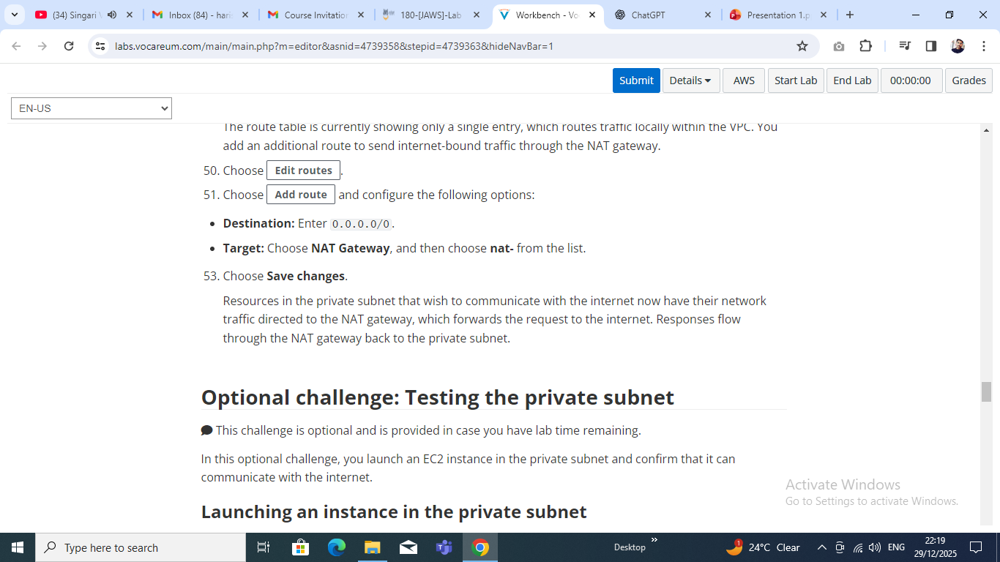 (34) Singari
Inbox (84) - haris
Course Invitation
180-[JAWS]-Lab
Workbench - Vo
ChatGPT
Presentation 1.p
labs.vocareum.com/main/main.php?m=editor&asnid=4739358&stepid=4739363&hideNavBar=1
Submit
Details
AWS
Start Lab
End Lab
00:00:00
Grades
EN-US
The route table is currently showing only a single entry, which routes traffic locally within the VPC. You
add an additional route to send internet-bound traffic through the NAT gateway.
50. Choose Edit routes.
51. Choose Add route and configure the following options:
• Destination: Enter 0.0.0.0/0.
• Target: Choose NAT Gateway, and then choose nat- from the list.
53. Choose Save changes.
Resources in the private subnet that wish to communicate with the internet now have their network
traffic directed to the NAT gateway, which forwards the request to the internet. Responses flow
through the NAT gateway back to the private subnet.
Optional challenge: Testing the private subnet
This challenge is optional and is provided in case you have lab time remaining.
In this optional challenge, you launch an EC2 instance in the private subnet and confirm that it can
communicate with the internet.
Launching an instance in the private subnet
Activate Windows
Go to Settings to activate Windows.
Type here to search
Desktop
1
24°C Clear
ENG
22:19
29/12/2025